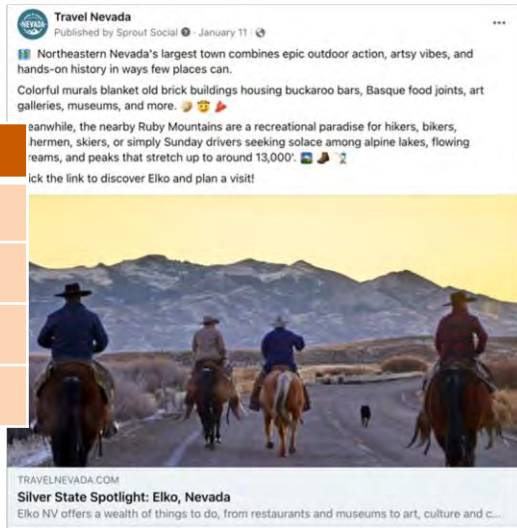 Travel Nevada
Published by Sprout Social · January 11
Northeastern Nevada's largest town combines epic outdoor action, artsy vibes, and
hands-on history in ways few places can.
Colorful murals blanket old brick buildings housing buckaroo bars, Basque food joints, art
galleries, museums, and more.
eanwhile, the nearby Ruby Mountains are a recreational paradise for hikers, bikers,
shermen, skiers, or simply Sunday drivers seeking solace among alpine lakes, flowing
reams, and peaks that stretch up to around 13,000'.
ick the link to discover Elko and plan a visit!
TRAVELNEVADA.COM
Silver State Spotlight: Elko, Nevada
Elko NV offers a wealth of things to do, from restaurants and museums to art, culture and c...